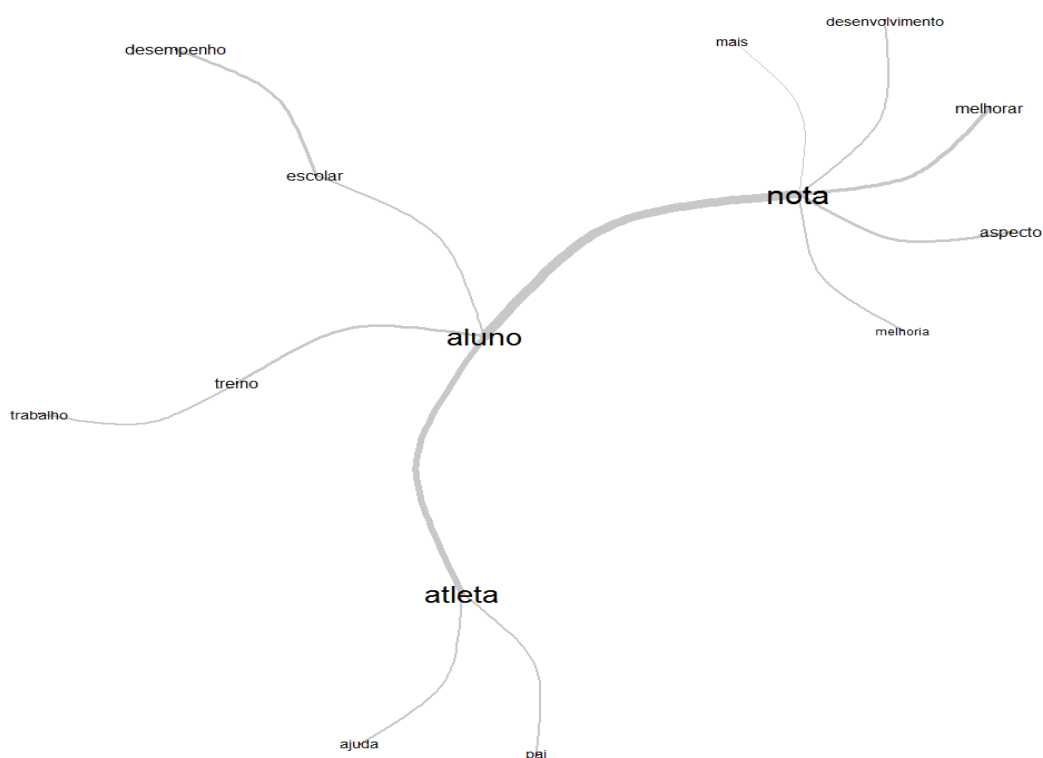 desenvolvimento
mais
desempenho
melhorar
escolar
nota
aspecto
melhoria
aluno
treino
trabalho
atleta
ajuda
pai